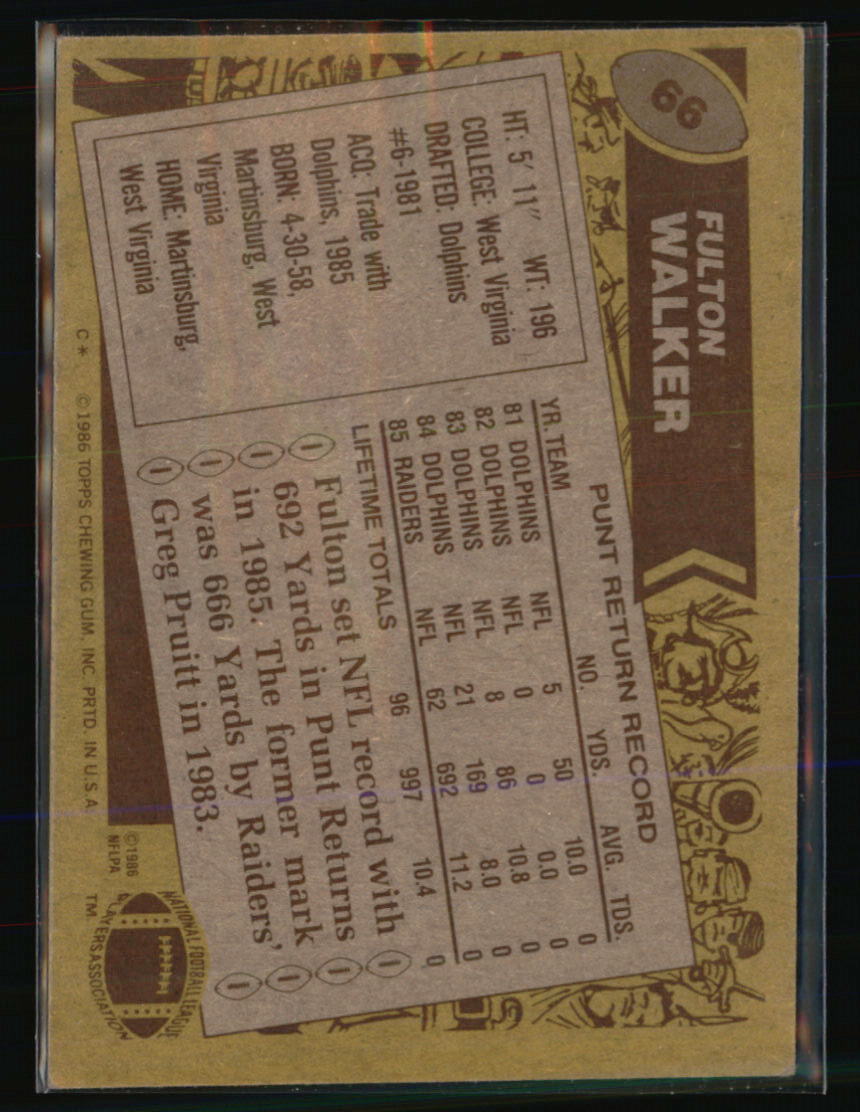 66
FULTON
WALKER
HT: 5' 11" WT: 196
COLLEGE: West Virginia
DRAFTED: Dolphins
#6-1981
ACQ: Trade with
Dolphins, 1985
BORN: 4-30-58,
Martinsburg, West
Virginia
HOME: Martinsburg,
West Virginia
PUNT RETURN RECORD
YR. TEAM NO. YDS. AVG. TDS.
81 DOLPHINS NFL 5 50 10.0 0
82 DOLPHINS NFL 0 0 0.0 0
83 DOLPHINS NFL 8 86 10.8 0
84 DOLPHINS NFL 21 169 8.0 0
85 RAIDERS NFL 62 692 11.2 0
LIFETIME TOTALS 96 997 10.4 0
Fulton set NFL record with
692 Yards in Punt Returns
in 1985. The former mark
was 666 Yards by Raiders'
Greg Pruitt in 1983.
C* ©1986 TOPPS CHEWING GUM, INC. PRTD. IN U.S.A.
©1986
NFLPA
NATIONAL FOOTBALL LEAGUE
PLAYERS ASSOCIATION
TM